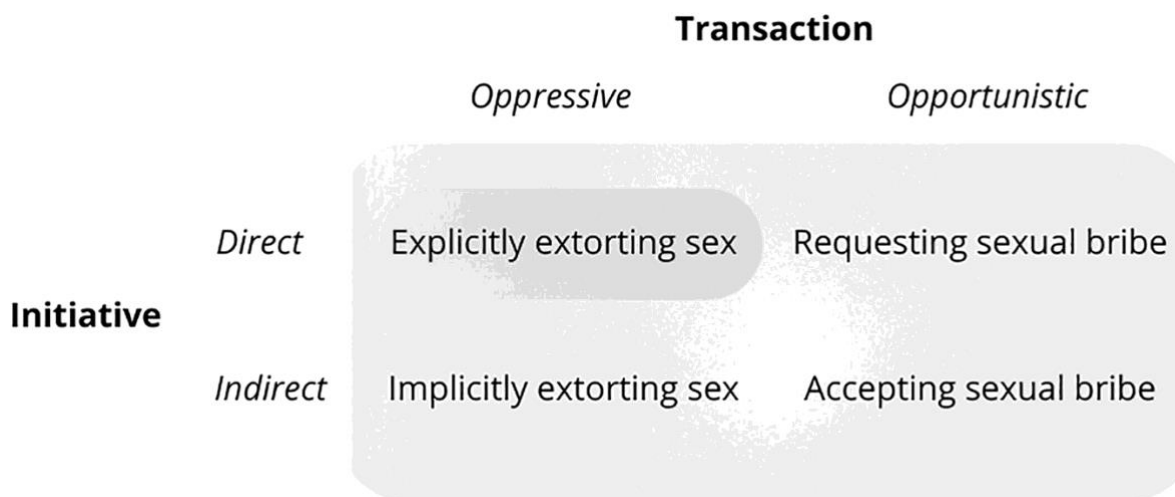 Transaction
Oppressive Opportunistic
Direct Explicitly extorting sex Requesting sexual bribe
Initiative
Indirect Implicitly extorting sex Accepting sexual bribe